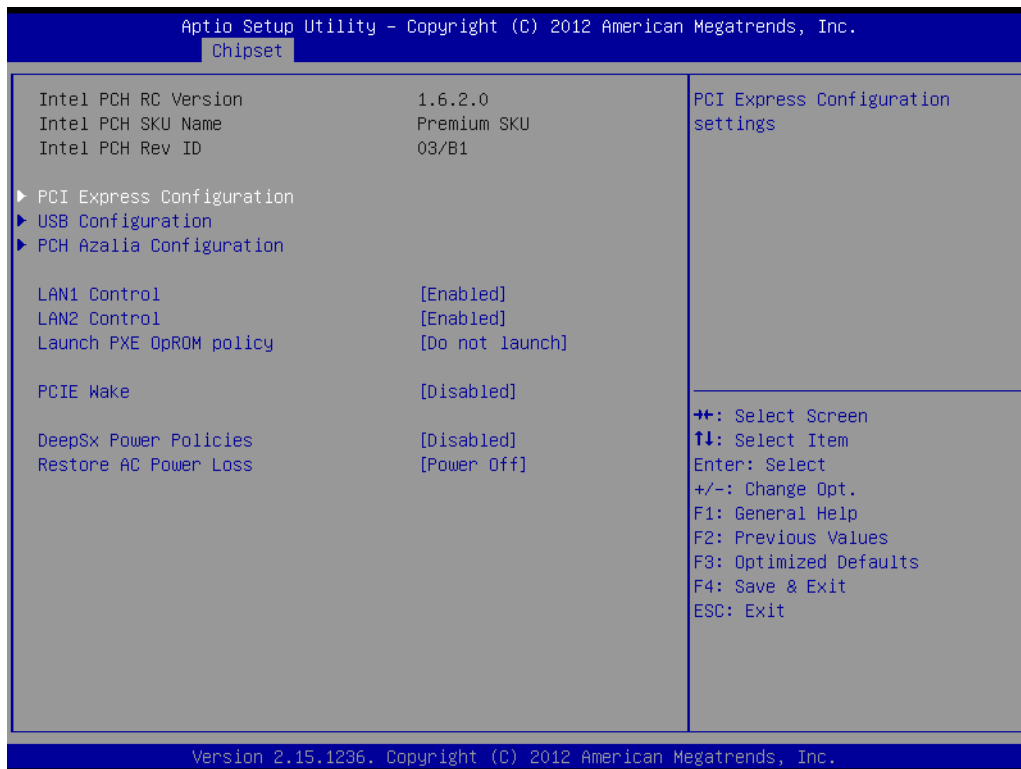 Aptio Setup Utility – Copyright (C) 2012 American Megatrends, Inc.
Chipset
Intel PCH RC Version 1.6.2.0
Intel PCH SKU Name Premium SKU
Intel PCH Rev ID 03/B1
PCI Express Configuration
USB Configuration
PCH Azalia Configuration
LAN1 Control [Enabled]
LAN2 Control [Enabled]
Launch PXE OpROM policy [Do not launch]
PCIE Wake [Disabled]
DeepSx Power Policies [Disabled]
Restore AC Power Loss [Power Off]
PCI Express Configuration
settings
→←: Select Screen
↑↓: Select Item
Enter: Select
+/-: Change Opt.
F1: General Help
F2: Previous Values
F3: Optimized Defaults
F4: Save & Exit
ESC: Exit
Version 2.15.1236. Copyright (C) 2012 American Megatrends, Inc.